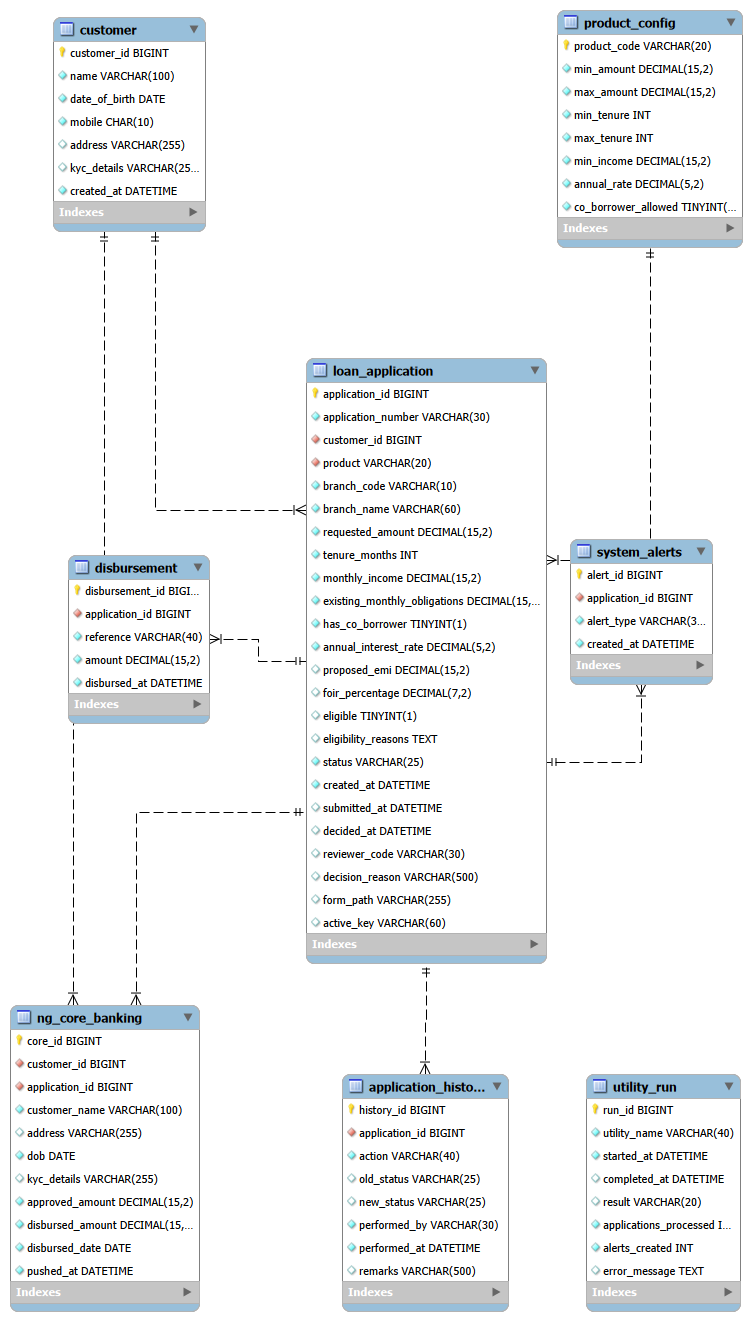 customer
customer_id BIGINT
name VARCHAR(100)
date_of_birth DATE
mobile CHAR(10)
address VARCHAR(255)
kyc_details VARCHAR(25...
created_at DATETIME
Indexes
product_config
product_code VARCHAR(20)
min_amount DECIMAL(15,2)
max_amount DECIMAL(15,2)
min_tenure INT
max_tenure INT
min_income DECIMAL(15,2)
annual_rate DECIMAL(5,2)
co_borrower_allowed TINYINT(...
Indexes
loan_application
application_id BIGINT
application_number VARCHAR(30)
customer_id BIGINT
product VARCHAR(20)
branch_code VARCHAR(10)
branch_name VARCHAR(60)
requested_amount DECIMAL(15,2)
tenure_months INT
monthly_income DECIMAL(15,2)
existing_monthly_obligations DECIMAL(15,...
has_co_borrower TINYINT(1)
annual_interest_rate DECIMAL(5,2)
proposed_emi DECIMAL(15,2)
foir_percentage DECIMAL(7,2)
eligible TINYINT(1)
eligibility_reasons TEXT
status VARCHAR(25)
created_at DATETIME
submitted_at DATETIME
decided_at DATETIME
reviewer_code VARCHAR(30)
decision_reason VARCHAR(500)
form_path VARCHAR(255)
active_key VARCHAR(60)
Indexes
disbursement
disbursement_id BIGI...
application_id BIGINT
reference VARCHAR(40)
amount DECIMAL(15,2)
disbursed_at DATETIME
Indexes
system_alerts
alert_id BIGINT
application_id BIGINT
alert_type VARCHAR(3...
created_at DATETIME
Indexes
ng_core_banking
core_id BIGINT
customer_id BIGINT
application_id BIGINT
customer_name VARCHAR(100)
address VARCHAR(255)
dob DATE
kyc_details VARCHAR(255)
approved_amount DECIMAL(15,2)
disbursed_amount DECIMAL(15,...
disbursed_date DATE
pushed_at DATETIME
Indexes
application_histo...
history_id BIGINT
application_id BIGINT
action VARCHAR(40)
old_status VARCHAR(25)
new_status VARCHAR(25)
performed_by VARCHAR(30)
performed_at DATETIME
remarks VARCHAR(500)
Indexes
utility_run
run_id BIGINT
utility_name VARCHAR(40)
started_at DATETIME
completed_at DATETIME
result VARCHAR(20)
applications_processed I...
alerts_created INT
error_message TEXT
Indexes